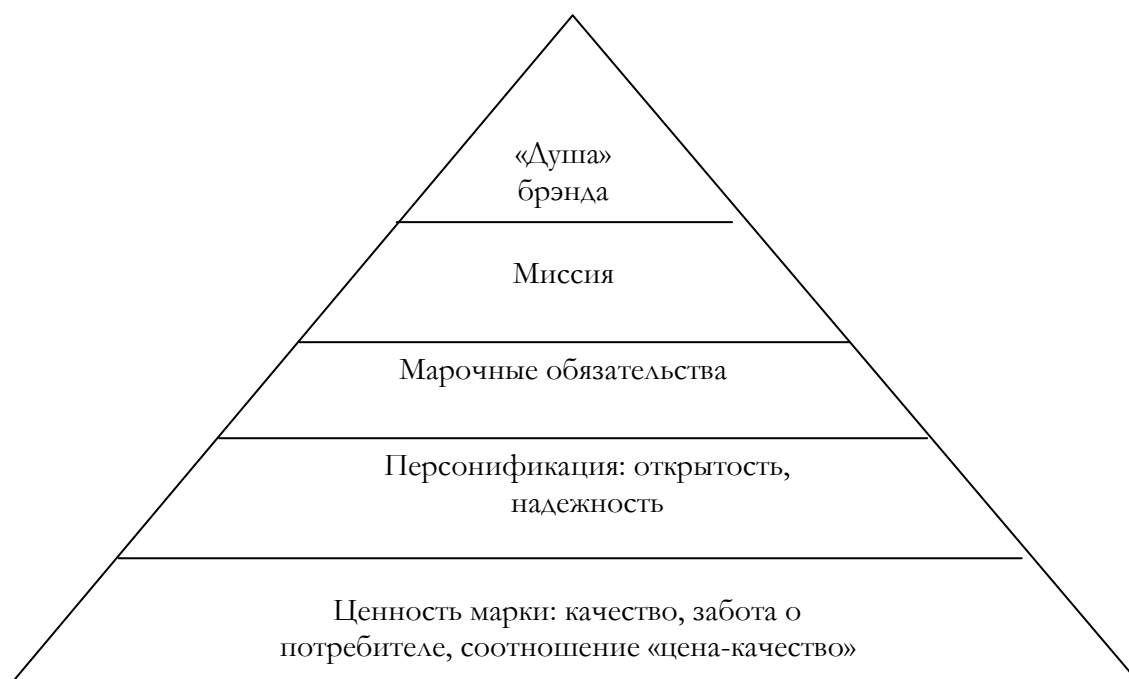 «Душа»
брэнда
Миссия
Марочные обязательства
Персонификация: открытость,
надежность
Ценность марки: качество, забота о
потребителе, соотношение «цена-качество»